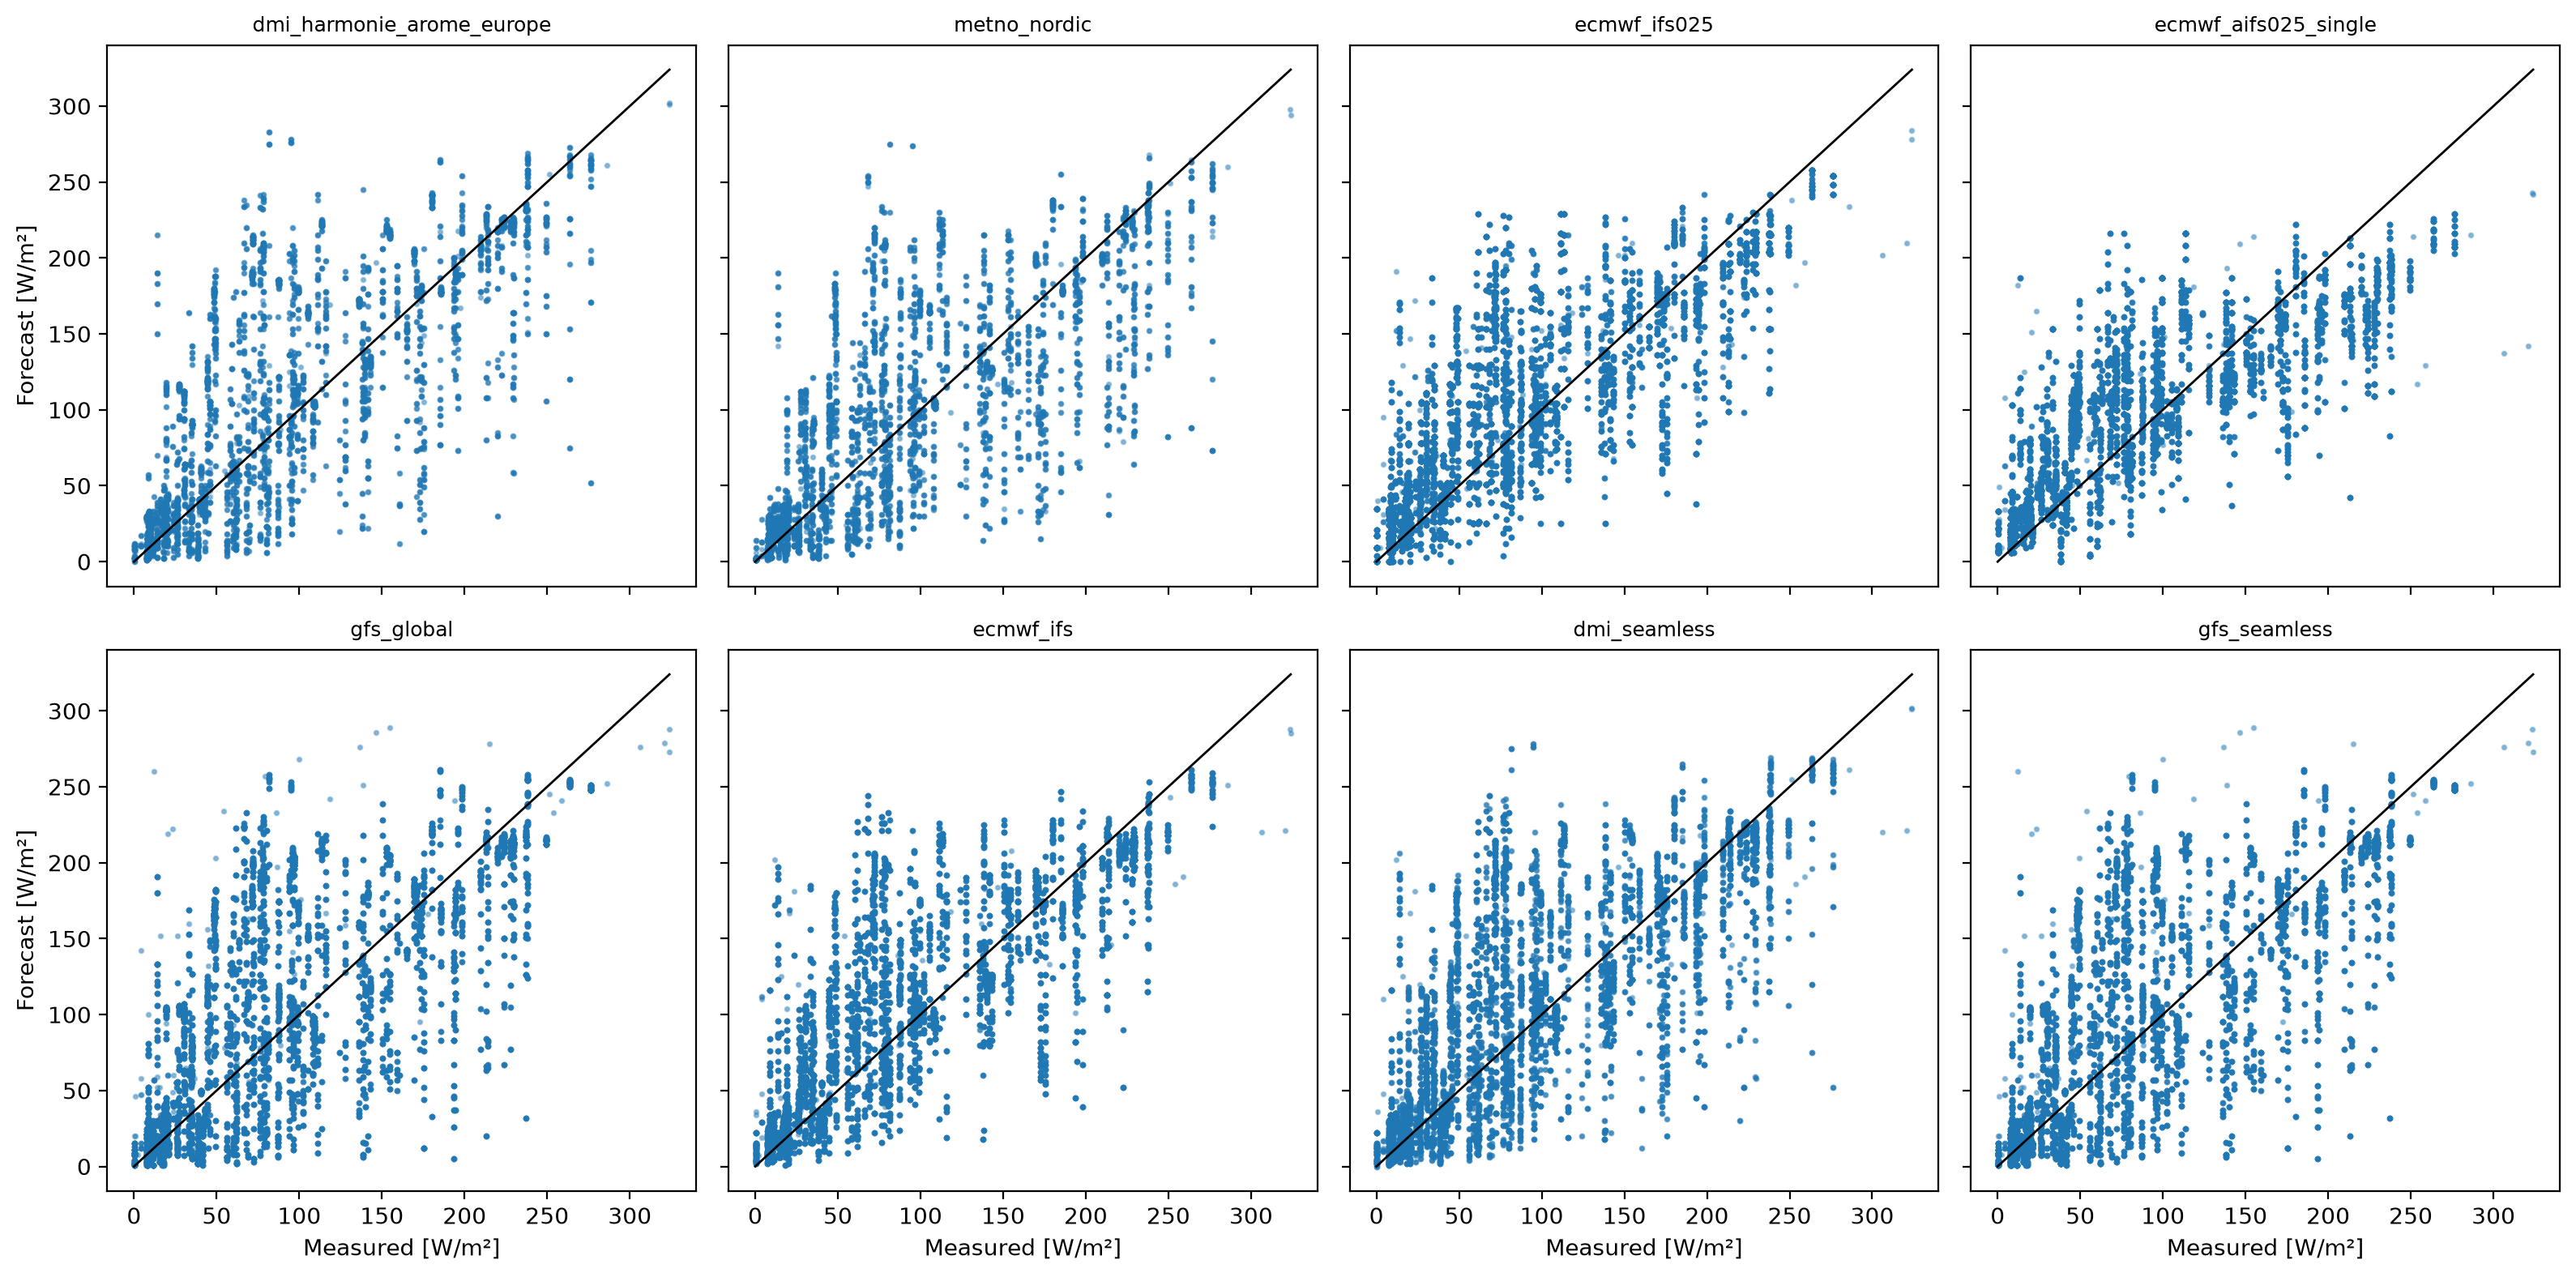 dmi_harmonie_arome_europe
metno_nordic
ecmwf_ifs025
ecmwf_aifs025_single
300
250
200
150
100
50
0
Forecast [W/m²]
gfs_global
ecmwf_ifs
dmi_seamless
gfs_seamless
300
250
200
150
100
50
0
Forecast [W/m²]
0 50 100 150 200 250 300
0 50 100 150 200 250 300
0 50 100 150 200 250 300
0 50 100 150 200 250 300
Measured [W/m²]
Measured [W/m²]
Measured [W/m²]
Measured [W/m²]